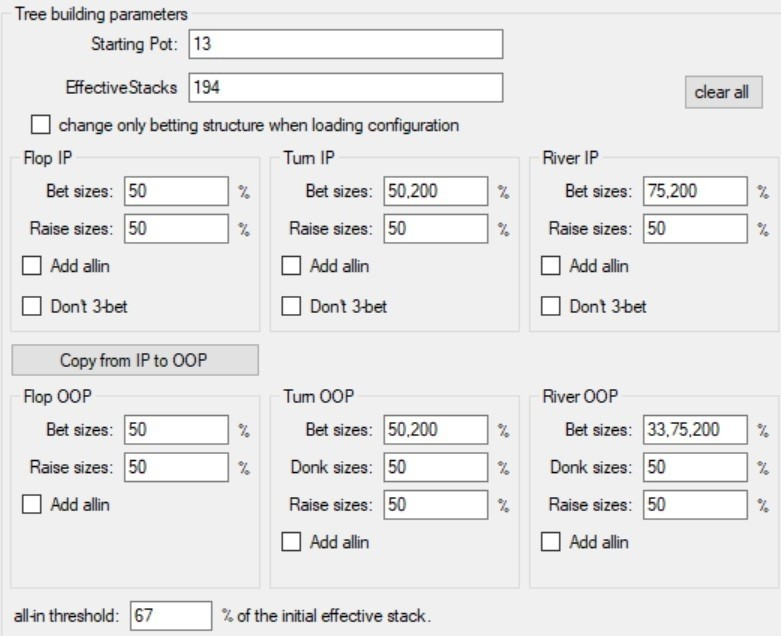 Tree building parameters
Starting Pot: 13
EffectiveStacks 194
clear all
change only betting structure when loading configuration
Flop IP
Bet sizes: 50 %
Raise sizes: 50 %
Add allin
Don't 3-bet
Turn IP
Bet sizes: 50,200 %
Raise sizes: 50 %
Add allin
Don't 3-bet
River IP
Bet sizes: 75,200 %
Raise sizes: 50 %
Add allin
Don't 3-bet
Copy from IP to OOP
Flop OOP
Bet sizes: 50 %
Raise sizes: 50 %
Add allin
Turn OOP
Bet sizes: 50,200 %
Donk sizes: 50 %
Raise sizes: 50 %
Add allin
River OOP
Bet sizes: 33,75,200 %
Donk sizes: 50 %
Raise sizes: 50 %
Add allin
all-in threshold: 67 % of the initial effective stack.